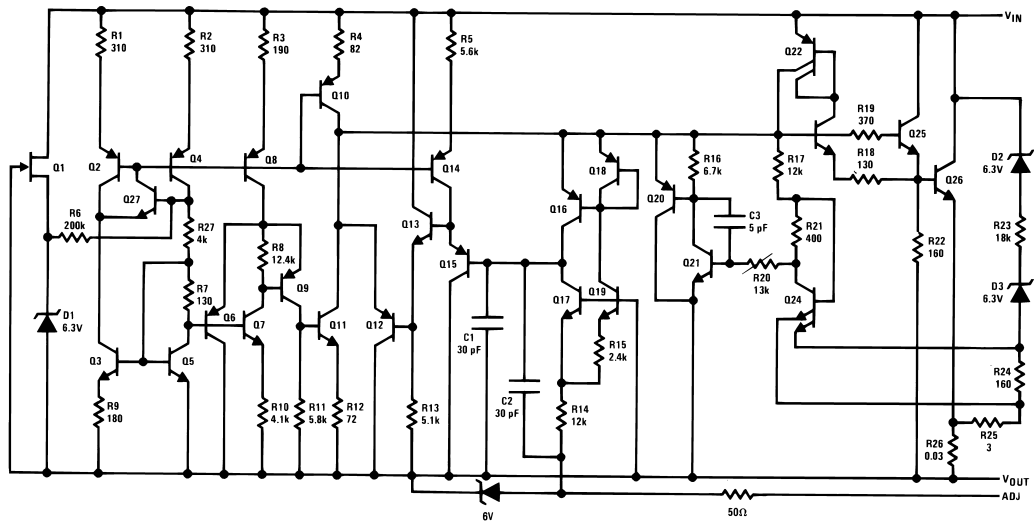 VIN
R1
310
R2
310
R3
190
R4
82
R5
5.6k
Q22
Q10
R19
370
Q25
Q1
Q2
Q4
Q8
Q14
Q18
Q20
R16
6.7k
R17
12k
R18
130
Q26
D2
6.3V
Q27
R6
200k
R27
4k
Q13
Q16
C3
5 pF
R21
400
R22
160
R23
18k
R8
12.4k
Q15
Q21
R20
13k
Q24
R7
130
Q9
D3
6.3V
D1
6.3V
Q6
Q7
Q11
Q12
Q17
Q19
C1
30 pF
R15
2.4k
Q3
Q5
R24
160
C2
30 pF
R9
180
R10
4.1k
R11
5.8k
R12
72
R13
5.1k
R14
12k
R26
0.03
R25
3
VOUT
ADJ
6V
50Ω